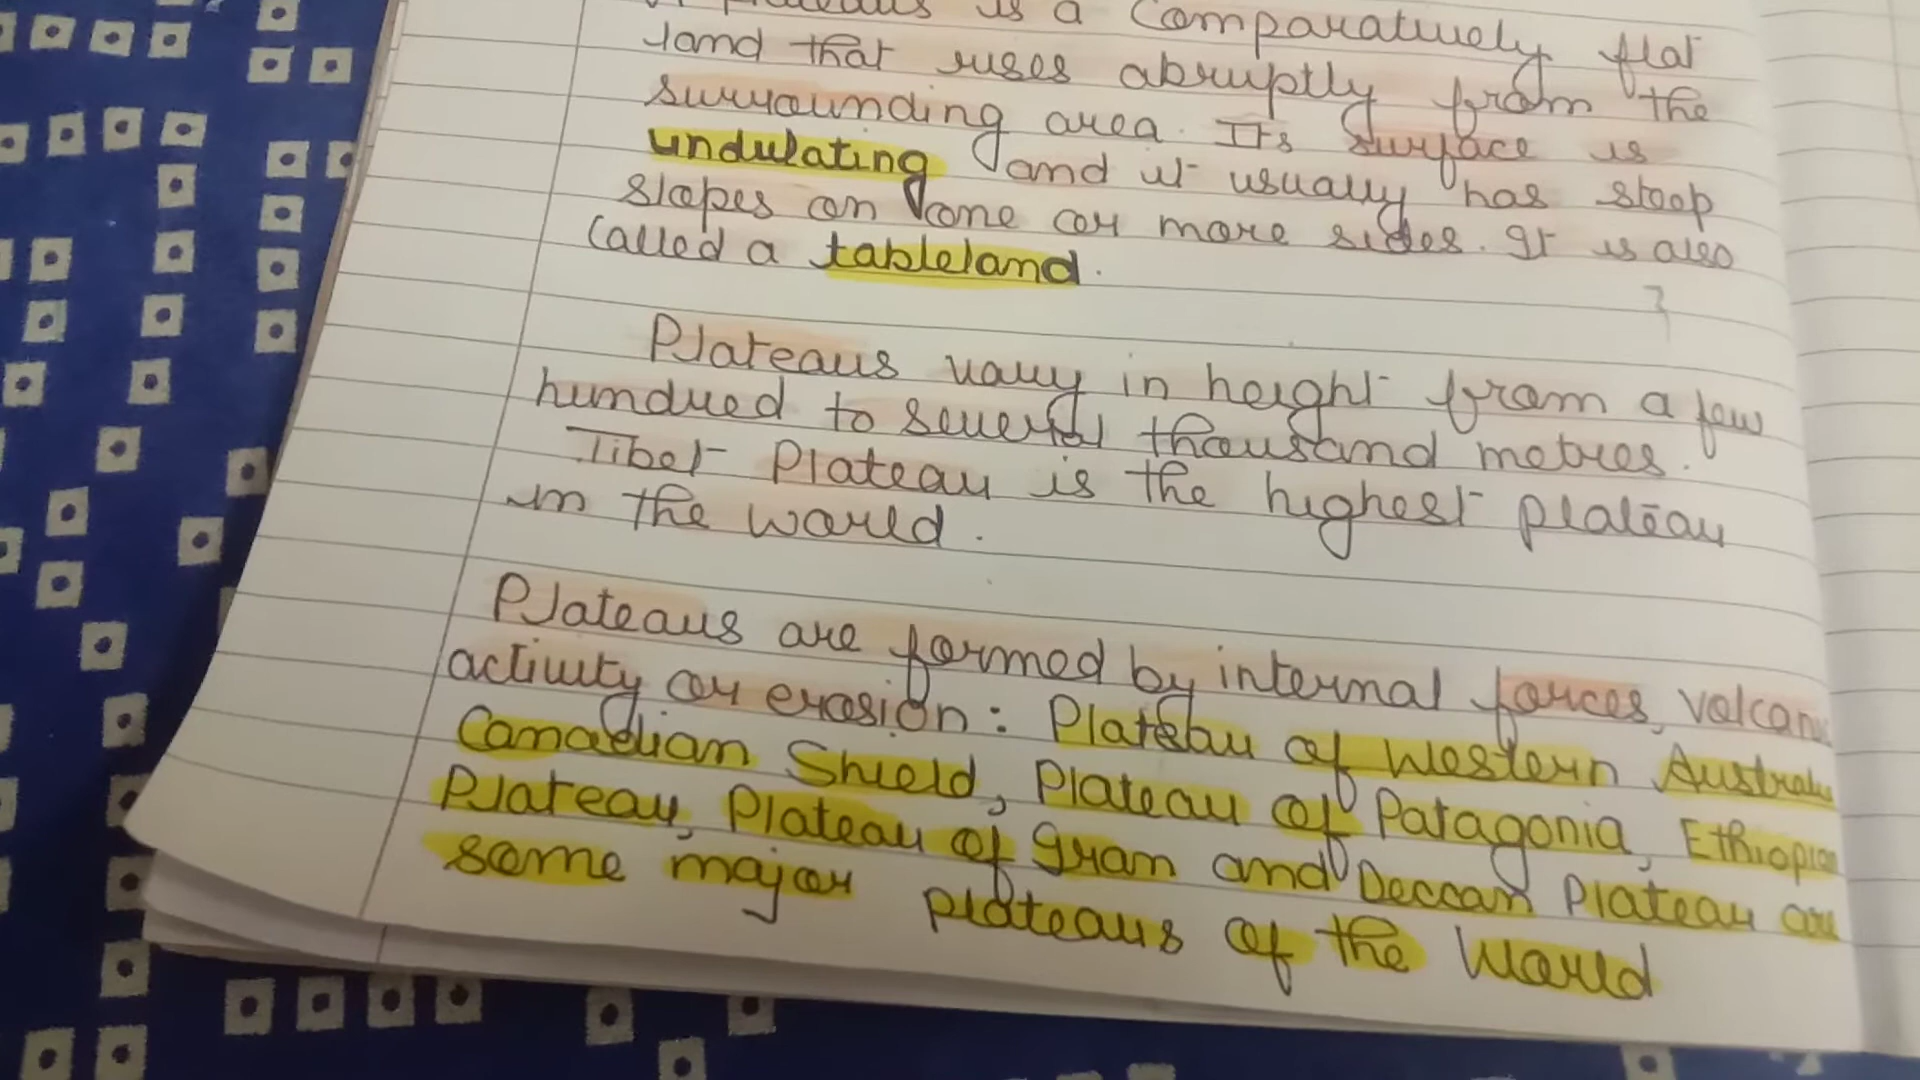 plateaus is a Comparatively flat
land that rises abruptly from the
surrounding area. Its surface is
undulating and it usually has steep
slopes on one or more sides. It is also
Called a tableland.
Plateaus vary in height from a few
hundred to several thousand metres.
Tibet Plateau is the highest plateau
in the world.
Plateaus are formed by internal forces, volcanic
activity or erosion: Plateau of Western
Canadian Shield, Plateau of Patagonia, Ethiopian
Plateau, Plateau of Iran and Deccan Plateau are
some major plateaus of the World